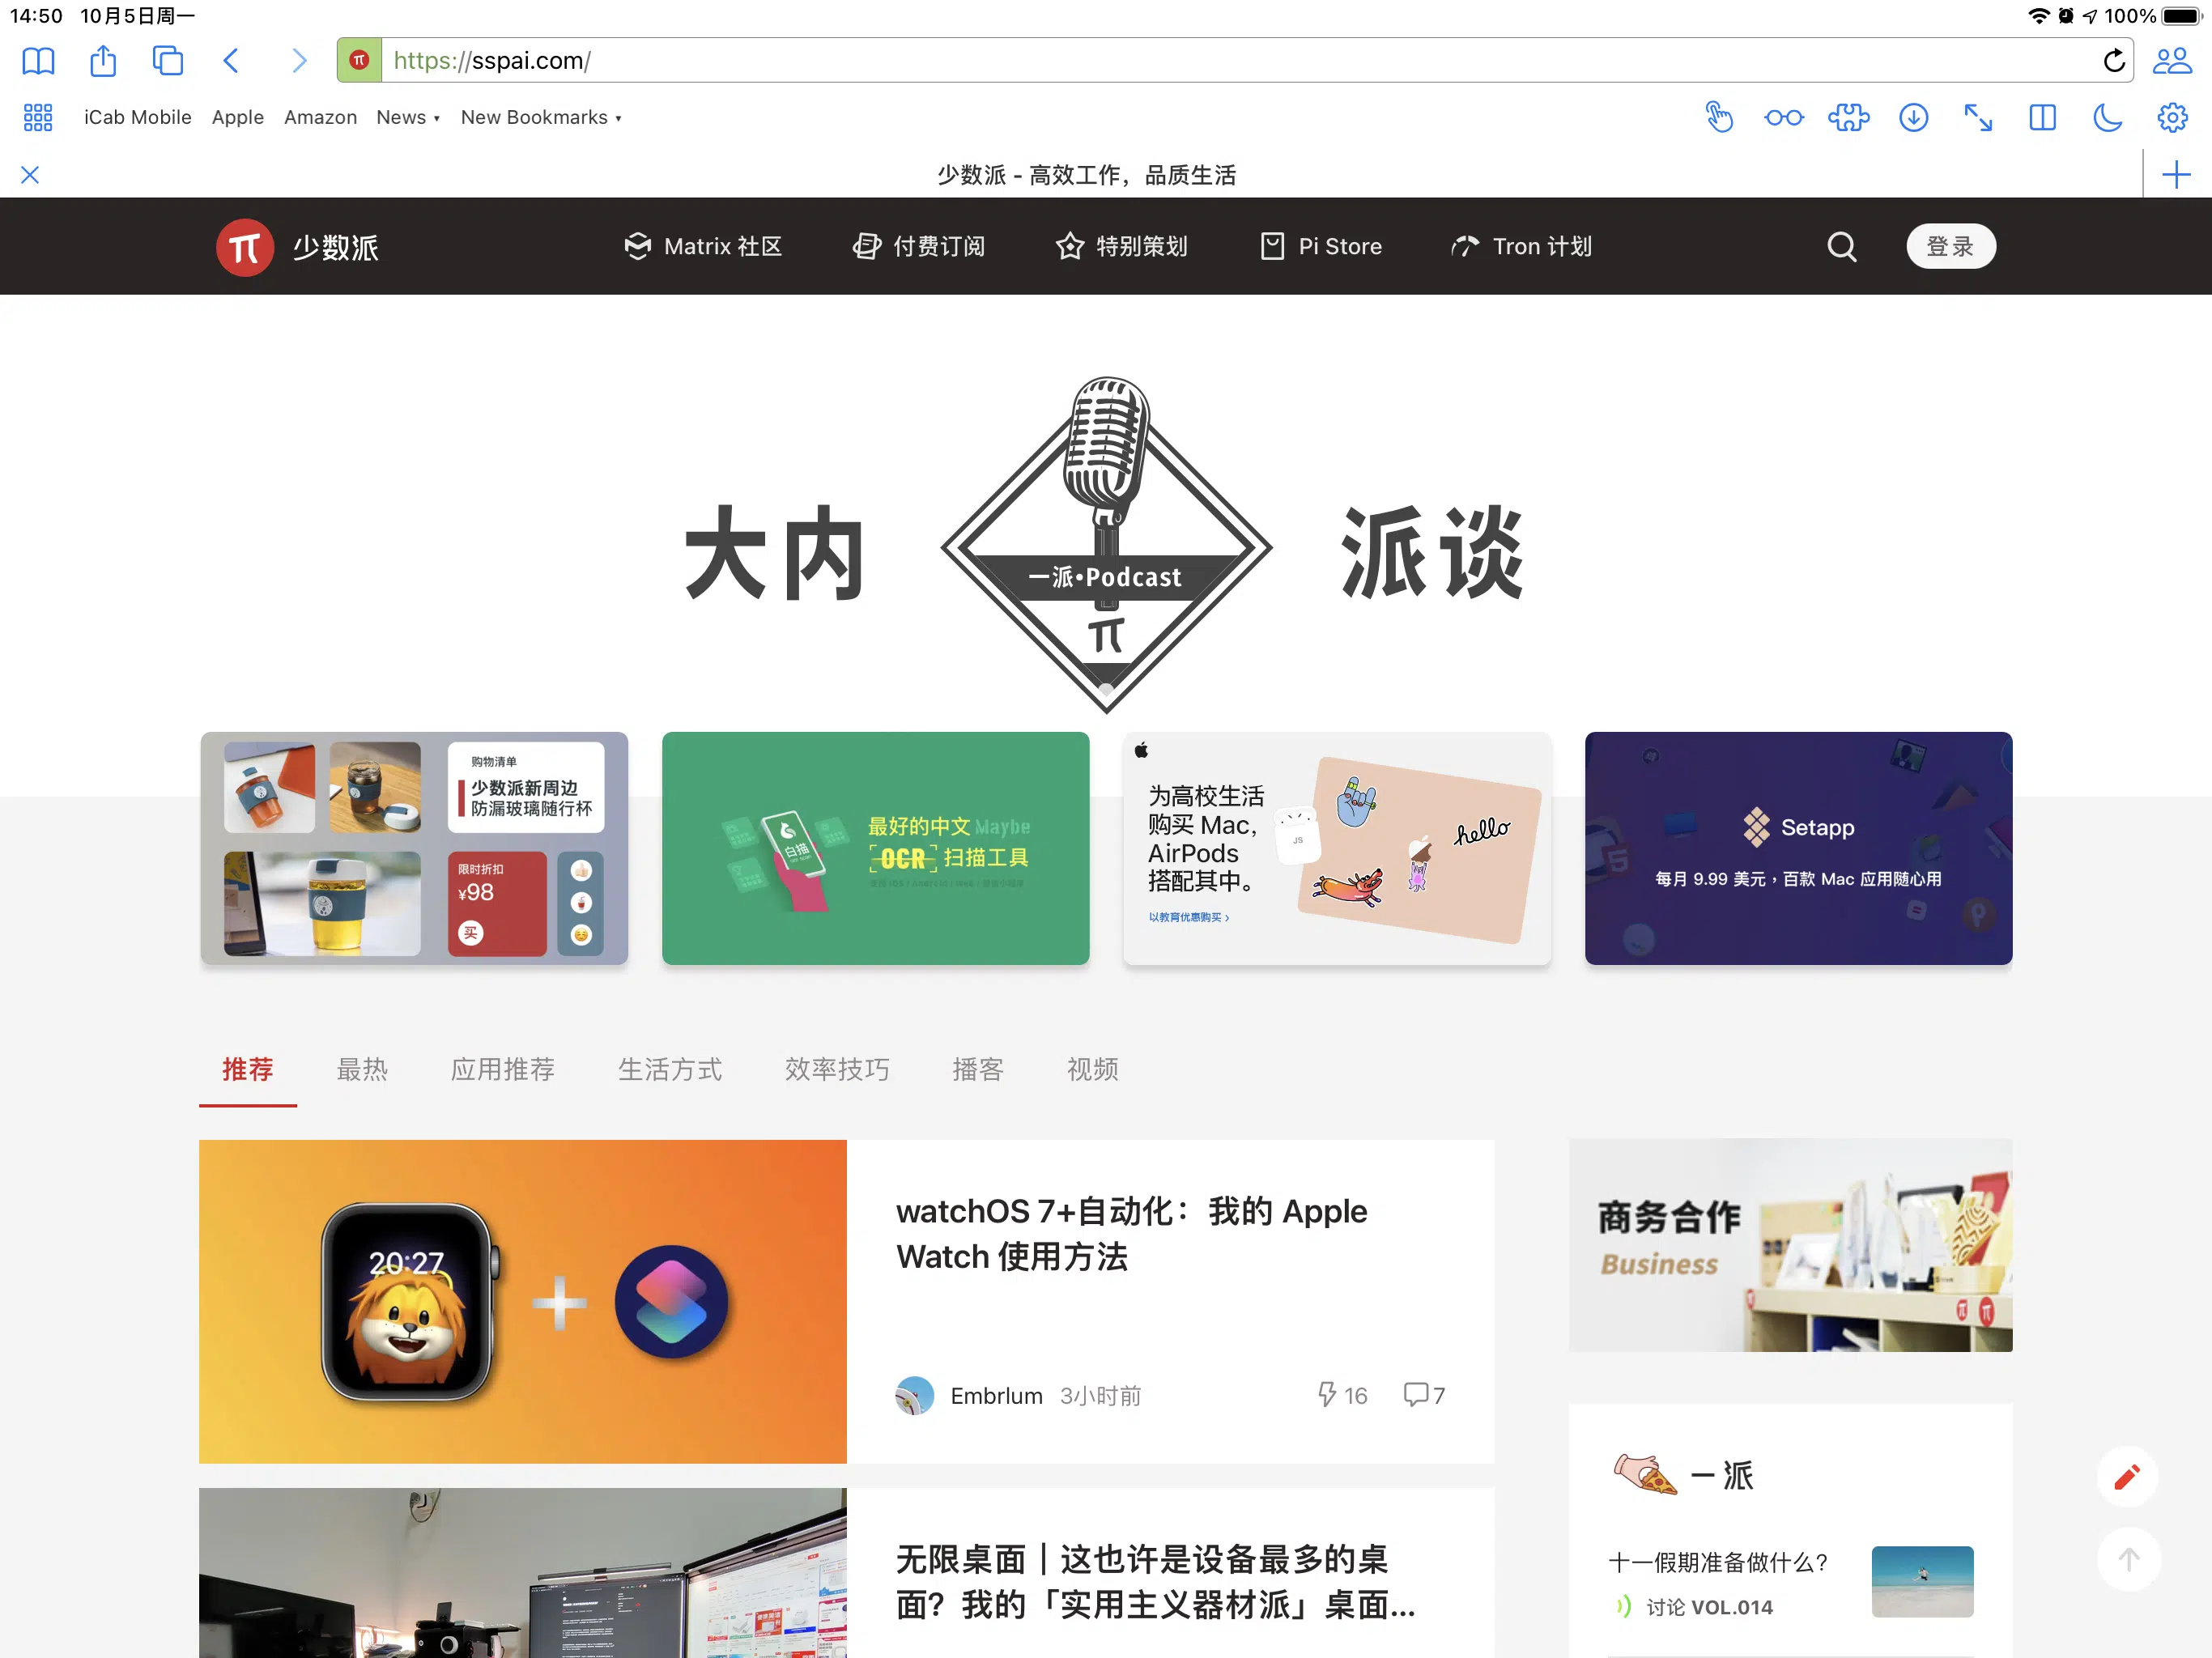 14:50 10月5日周一
100%
https://sspai.com/
iCab Mobile Apple Amazon News New Bookmarks
少数派 - 高效工作，品质生活
少数派 Matrix 社区 付费订阅 特别策划 Pi Store Tron 计划 登录
大内 派谈
一派•Podcast
π
购物清单
少数派新周边
防漏玻璃随行杯
限时折扣
¥98
买
白描
最好的中文 Maybe
OCR 扫描工具
为高校生活
购买 Mac，
AirPods
搭配其中。
以教育优惠购买 ›
JS
hello
Setapp
每月 9.99 美元，百款 Mac 应用随心用
推荐 最热 应用推荐 生活方式 效率技巧 播客 视频
20:27
watchOS 7+自动化：我的 Apple
Watch 使用方法
Embrlum 3小时前 16 7
商务合作
Business
一派
无限桌面｜这也许是设备最多的桌
面？我的「实用主义器材派」桌面...
十一假期准备做什么？
讨论 VOL.014